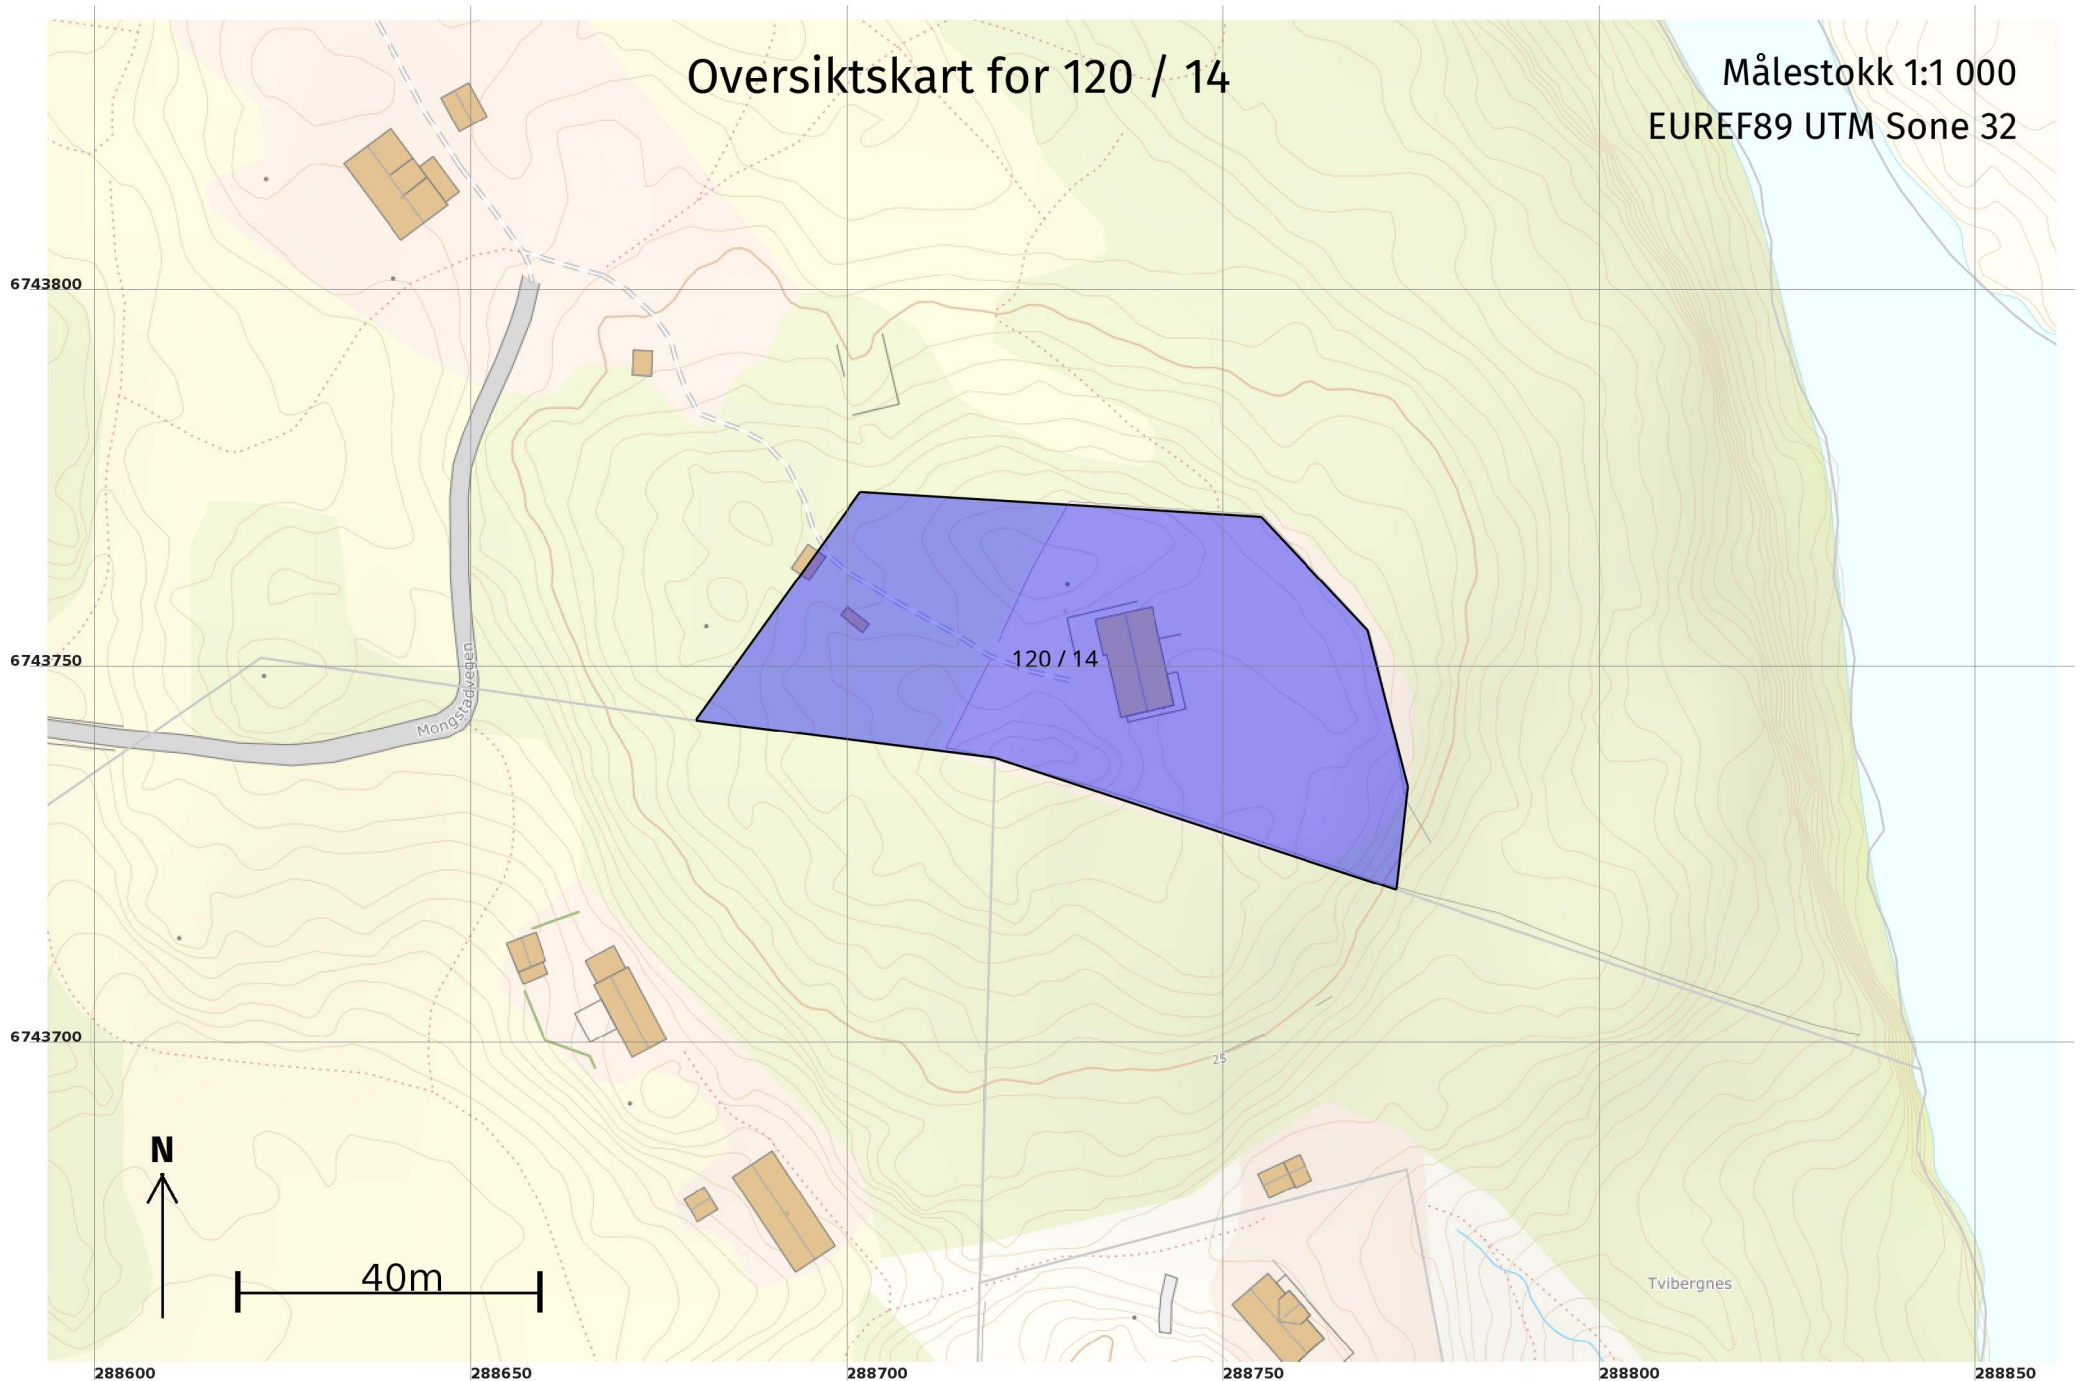 Oversiktskart for 120 / 14
Målestokk 1:1 000
EUREF89 UTM Sone 32
6743800
6743750
120 / 14
Mongstadvegen
6743700
25
N
40m
Tvibergnes
288600
288650
288700
288750
288800
288850